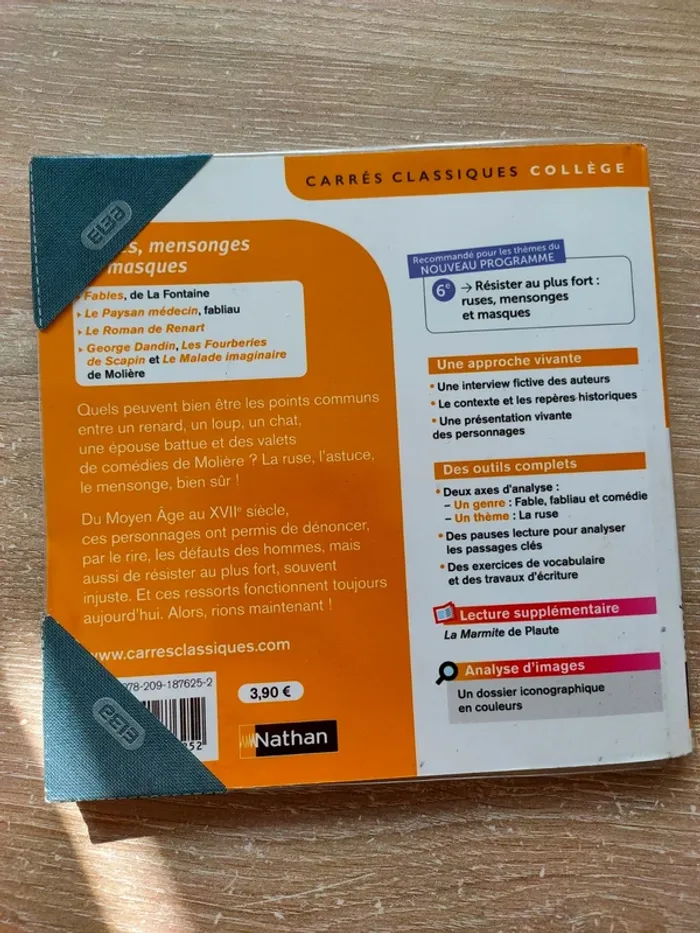 CARRÉS CLASSIQUES COLLÈGE
ELBA
mensonges
masques
Fables, de La Fontaine
Le Paysan médecin, fabliau
Le Roman de Renart
George Dandin, Les Fourberies
de Scapin et Le Malade imaginaire
de Molière
Quels peuvent bien être les points communs
entre un renard, un loup, un chat,
une épouse battue et des valets
de comédies de Molière ? La ruse, l'astuce,
le mensonge, bien sûr !
Du Moyen Âge au XVIIe siècle,
ces personnages ont permis de dénoncer,
par le rire, les défauts des hommes, mais
aussi de résister au plus fort, souvent
injuste. Et ces ressorts fonctionnent toujours
aujourd'hui. Alors, rions maintenant !
www.carresclassiques.com
78-209-187625-2
3,90 €
252
Nathan
ELBA
Recommandé pour les thèmes du
NOUVEAU PROGRAMME
6e → Résister au plus fort :
ruses, mensonges
et masques
Une approche vivante
• Une interview fictive des auteurs
• Le contexte et les repères historiques
• Une présentation vivante
des personnages
Des outils complets
• Deux axes d'analyse :
– Un genre : Fable, fabliau et comédie
– Un thème : La ruse
• Des pauses lecture pour analyser
les passages clés
• Des exercices de vocabulaire
et des travaux d'écriture
Lecture supplémentaire
La Marmite de Plaute
Analyse d'images
Un dossier iconographique
en couleurs